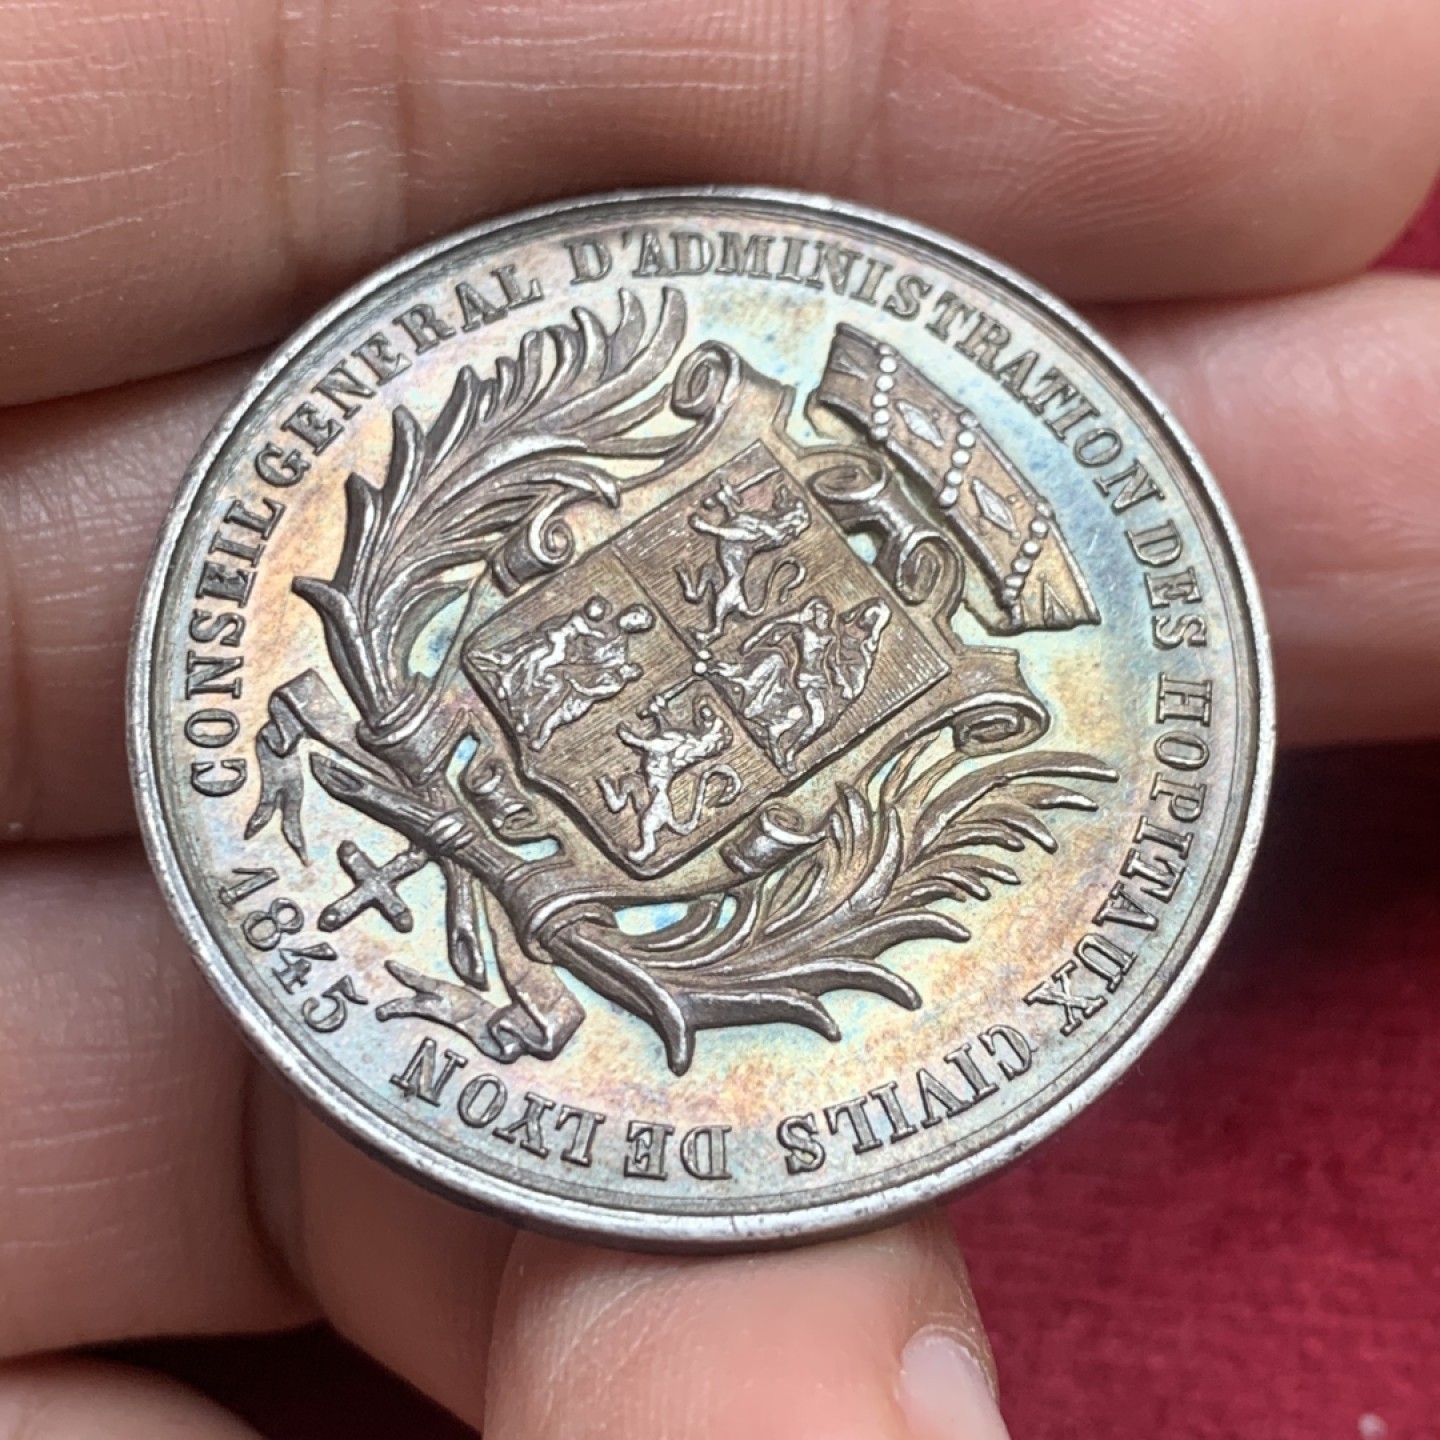 CONSEIL GENERAL D'ADMINISTRATION DES HOPITAUX CIVILS DE LYON
1845